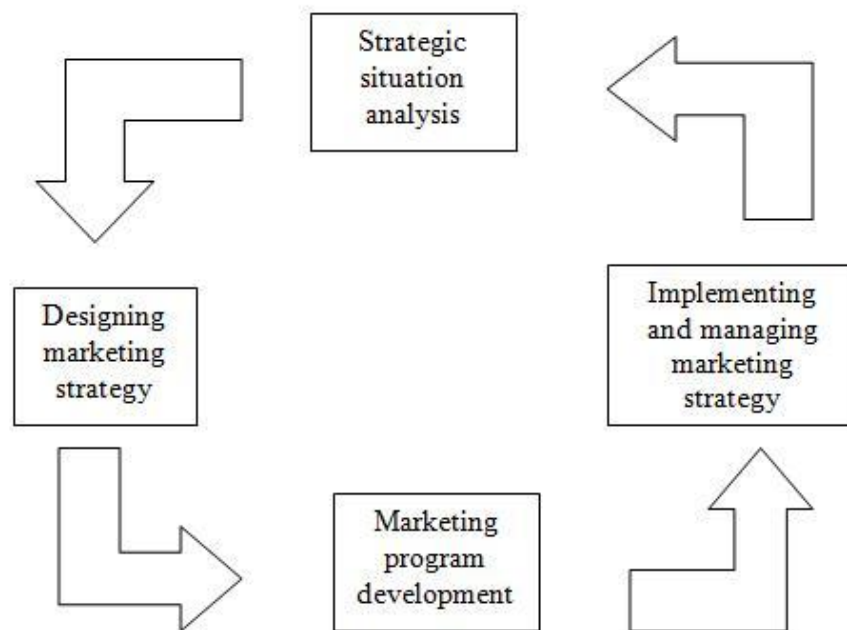 Strategic
situation
analysis
Designing
marketing
strategy
Implementing
and managing
marketing
strategy
Marketing
program
development